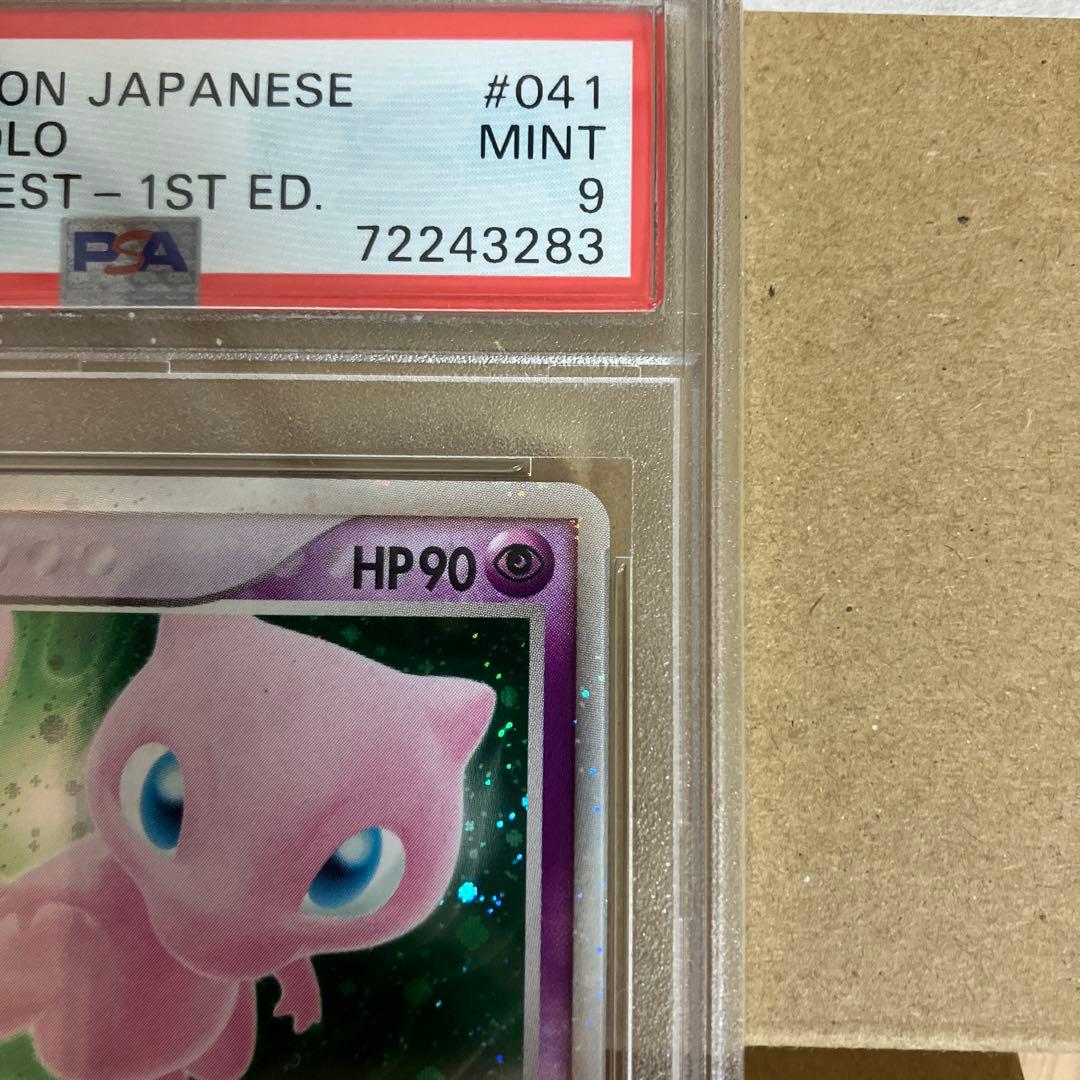 ON JAPANESE #041
OLO MINT
EST - 1ST ED. 9
PSA 72243283
HP90